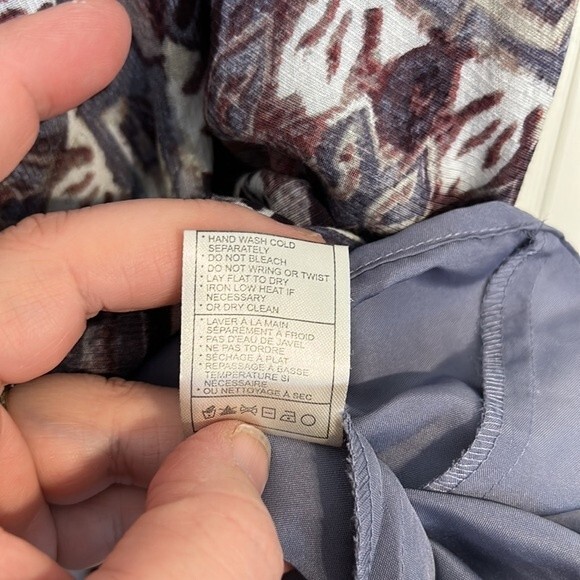 * HAND WASH COLD
SEPARATELY
* DO NOT BLEACH
* DO NOT WRING OR TWIST
* LAY FLAT TO DRY
* IRON LOW HEAT IF
NECESSARY
* OR DRY CLEAN
* LAVER À LA MAIN
SÉPAREMENT À FROID
* PAS D'EAU DE JAVEL
* NE PAS TORDRE
* SÉCHAGE À PLAT
* REPASSAGE À BASSE
TEMPERATURE SI
NÉCESSAIRE
* OU NETTOYAGE À SEC